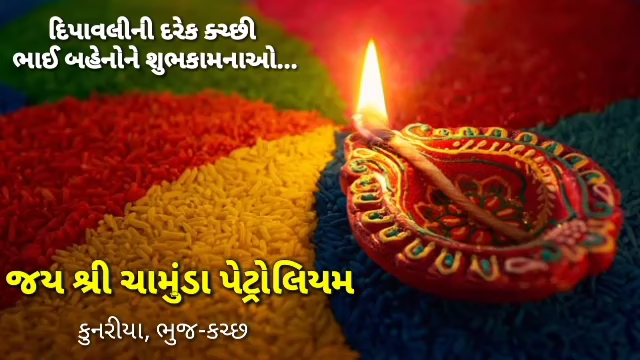 દિપાવલીની દરેક કચ્છી
ભાઈ બહેનોને શુભકામનાઓ...
જય શ્રી ચામુંડા પેટ્રોલિયમ
કુનરીયા, ભુજ-કચ્છ